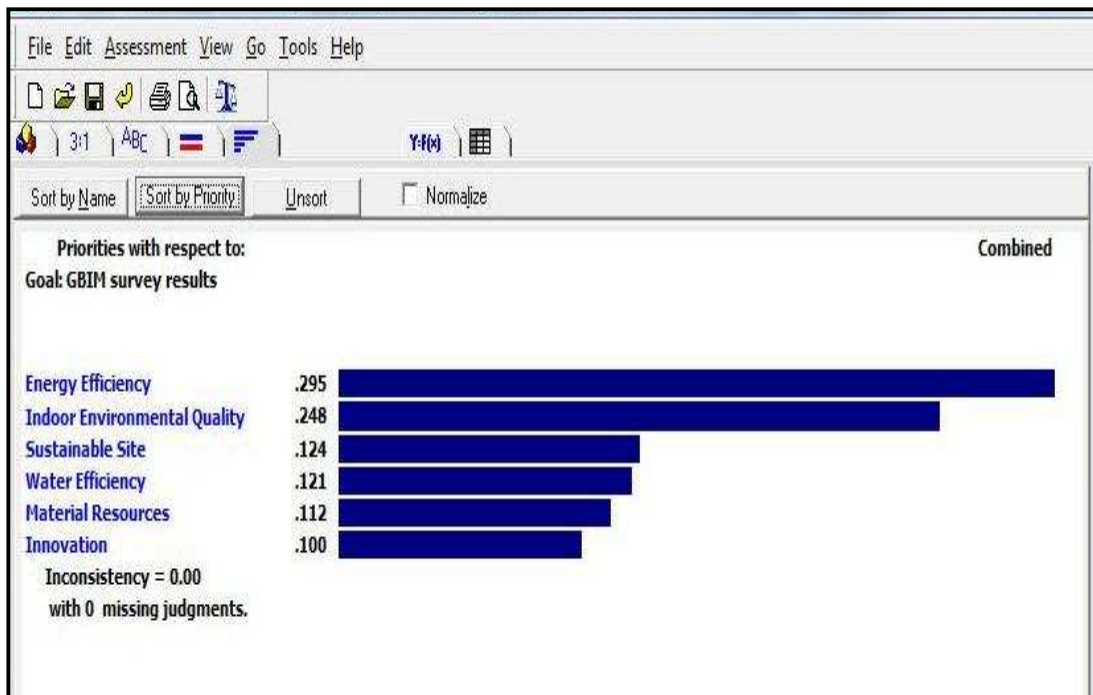 File Edit Assessment View Go Tools Help
3:1 ABC Y=F(x)
Sort by Name Sort by Priority Unsort Normalize
Priorities with respect to: Combined
Goal: GBIM survey results
Energy Efficiency .295
Indoor Environmental Quality .248
Sustainable Site .124
Water Efficiency .121
Material Resources .112
Innovation .100
Inconsistency = 0.00
with 0 missing judgments.